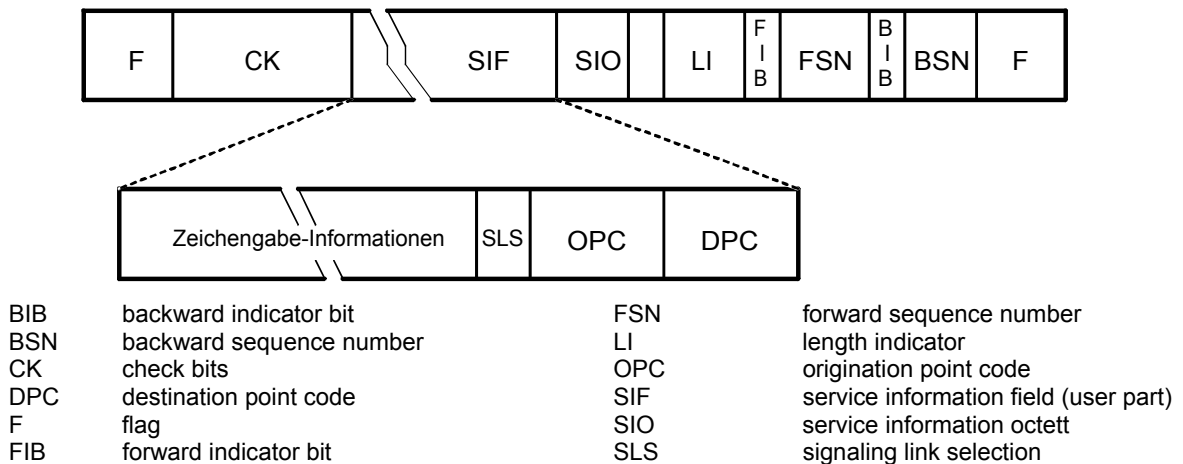 F CK SIF SIO LI FIB FSN BIB BSN F
Zeichengabe-Informationen SLS OPC DPC
BIB backward indicator bit FSN forward sequence number
BSN backward sequence number LI length indicator
CK check bits OPC origination point code
DPC destination point code SIF service information field (user part)
F flag SIO service information octett
FIB forward indicator bit SLS signaling link selection